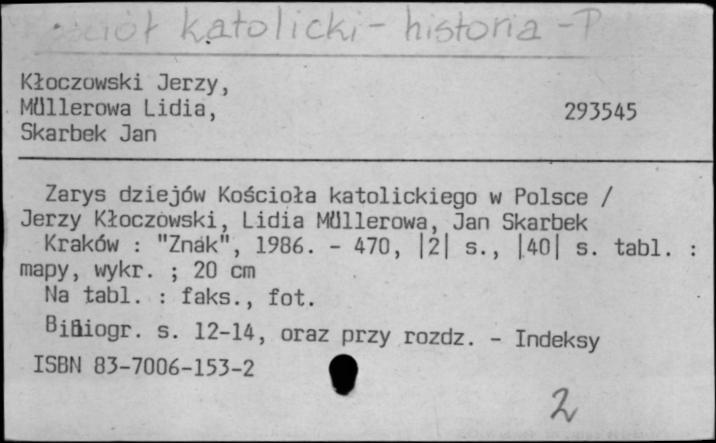 Kościół katolicki - historia - P
Kłoczowski Jerzy,
Müllerowa Lidia,
293545
Skarbek Jan
Zarys dziejów Kościoła katolickiego w Polsce /
Jerzy Kłoczowski, Lidia Müllerowa, Jan Skarbek
Kraków : "Znak", 1986. - 470, |2| s., |40| s. tabl. :
mapy, wykr. ; 20 cm
Na tabl. : faks., fot.
Bibliogr. s. 12-14, oraz przy rozdz. - Indeksy
ISBN 83-7006-153-2
2